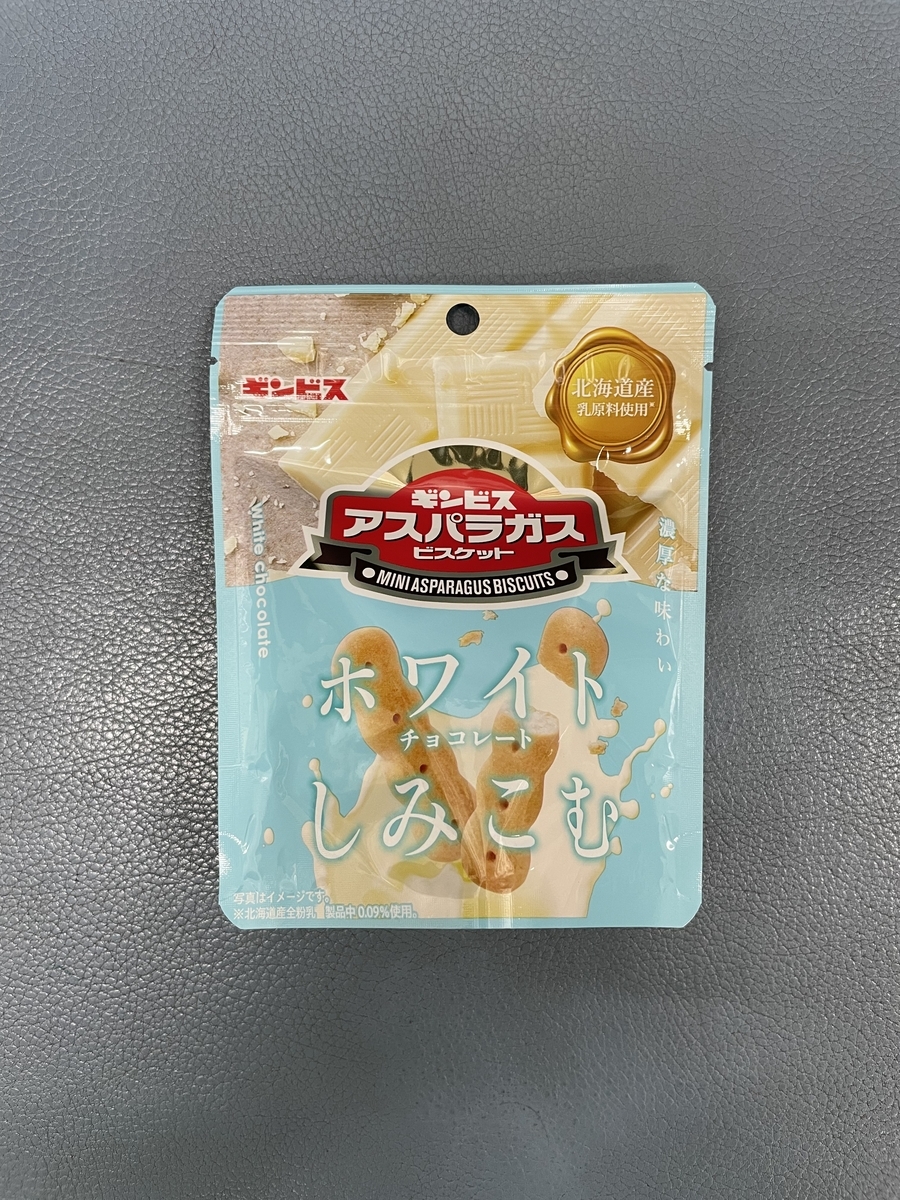 ギンビス
北海道産
乳原料使用※
ギンビス
アスパラガス
ビスケット
MINI ASPARAGUS BISCUITS
White chocolate
濃厚な味わい
ホワイト
チョコレート
しみこむ
写真はイメージです。
※北海道産全粉乳 製品中0.09%使用。